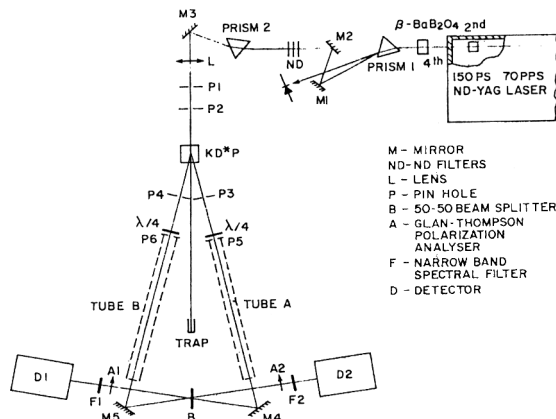 M3
PRISM 2
ND
M2
β-BaB2O4 2nd
4th
PRISM 1
150 PS 70 PPS
ND-YAG LASER
M1
L
P1
P2
KD*P
P4
P3
λ/4
P6
λ/4
P5
TUBE B
TUBE A
TRAP
D1
A1
F1
M5
B
M4
A2
F2
D2
M - MIRROR
ND-ND FILTERS
L - LENS
P - PIN HOLE
B - 50-50 BEAM SPLITTER
A - GLAN-THOMPSON
POLARIZATION
ANALYSER
F - NARROW BAND
SPECTRAL FILTER
D - DETECTOR